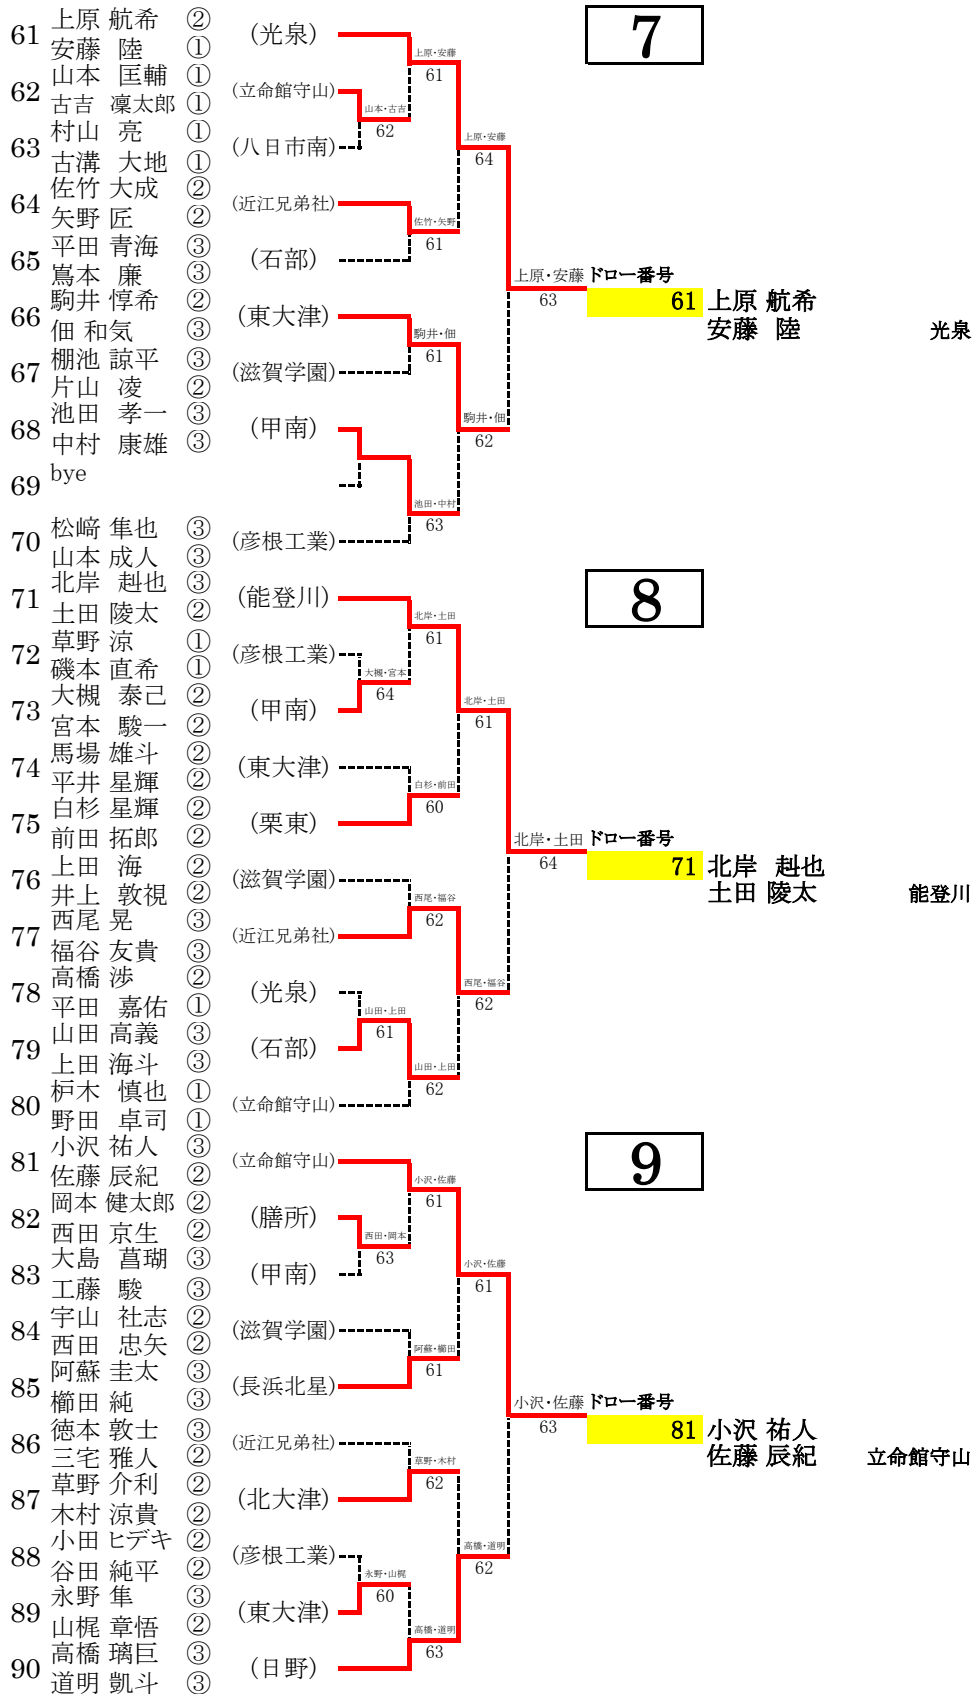 7
61 上原 航希 ② (光泉)
安藤 陸 ①
上原・安藤
61
62 山本 匡輔 ① (立命館守山)
古吉 凜太郎 ①
山本・古吉
62
63 村山 亮 ① (八日市南)
古溝 大地 ①
上原・安藤
64
64 佐竹 大成 ② (近江兄弟社)
矢野 匠 ②
佐竹・矢野
61
65 平田 青海 ③ (石部)
嶌本 廉 ③
上原・安藤 ドロー番号
63
61 上原 航希
安藤 陸 光泉
66 駒井 惇希 ② (東大津)
佃 和気 ③
駒井・佃
61
67 棚池 諒平 ③ (滋賀学園)
片山 凌 ②
駒井・佃
62
68 池田 孝一 ③ (甲南)
中村 康雄 ③
69 bye
池田・中村
63
70 松﨑 隼也 ③ (彦根工業)
山本 成人 ③
8
71 北岸 赳也 ③ (能登川)
土田 陵太 ②
北岸・土田
61
72 草野 涼 ① (彦根工業)
磯本 直希 ①
大槻・宮本
64
73 大槻 泰己 ② (甲南)
宮本 駿一 ②
北岸・土田
61
74 馬場 雄斗 ② (東大津)
平井 星輝 ②
白杉・前田
60
75 白杉 星輝 ② (栗東)
前田 拓郎 ②
北岸・土田 ドロー番号
64
71 北岸 赳也
土田 陵太 能登川
76 上田 海 ② (滋賀学園)
井上 敦視 ②
西尾・福谷
62
77 西尾 晃 ③ (近江兄弟社)
福谷 友貴 ③
西尾・福谷
62
78 高橋 渉 ② (光泉)
平田 嘉佑 ①
山田・上田
61
79 山田 高義 ③ (石部)
上田 海斗 ③
山田・上田
62
80 枦木 慎也 ① (立命館守山)
野田 卓司 ①
9
81 小沢 祐人 ③ (立命館守山)
佐藤 辰紀 ②
小沢・佐藤
61
82 岡本 健太郎 ② (膳所)
西田 京生 ②
西田・岡本
63
83 大島 菖瑚 ③ (甲南)
工藤 駿 ③
小沢・佐藤
61
84 宇山 社志 ② (滋賀学園)
西田 忠矢 ②
阿蘇・櫛田
61
85 阿蘇 圭太 ③ (長浜北星)
櫛田 純 ③
小沢・佐藤 ドロー番号
63
81 小沢 祐人
佐藤 辰紀 立命館守山
86 徳本 敦士 ③ (近江兄弟社)
三宅 雅人 ②
草野・木村
62
87 草野 介利 ② (北大津)
木村 涼貴 ②
高橋・道明
62
88 小田 ヒデキ ② (彦根工業)
谷田 純平 ②
永野・山梶
60
89 永野 隼 ③ (東大津)
山梶 章悟 ②
高橋・道明
63
90 高橋 璃巨 ③ (日野)
道明 凱斗 ③